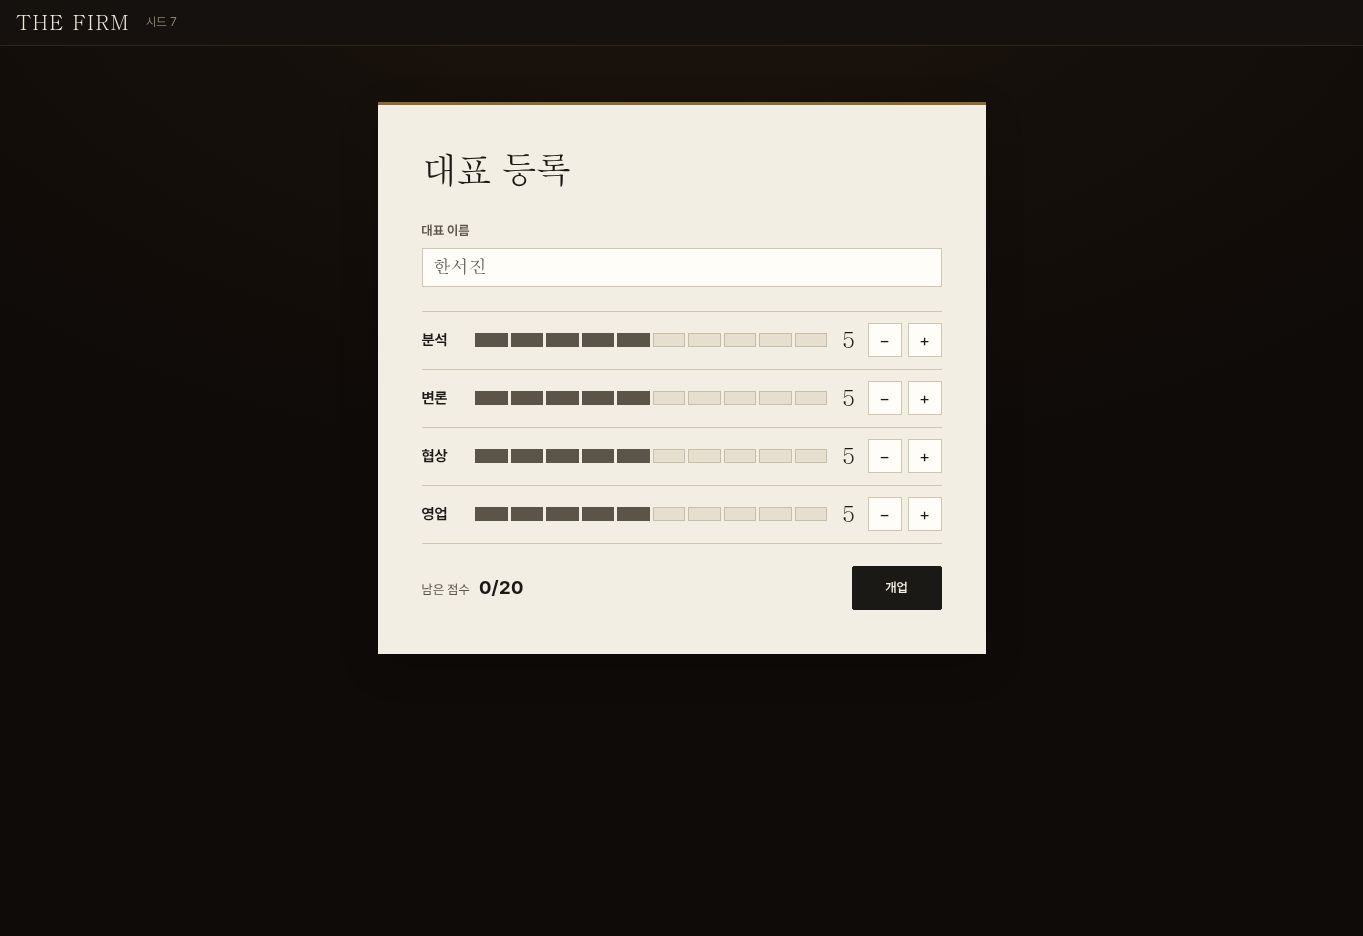 THE FIRM 시드 7
대표 등록
대표 이름
한서진
분석 5 − +
변론 5 − +
협상 5 − +
영업 5 − +
남은 점수 0/20 개업